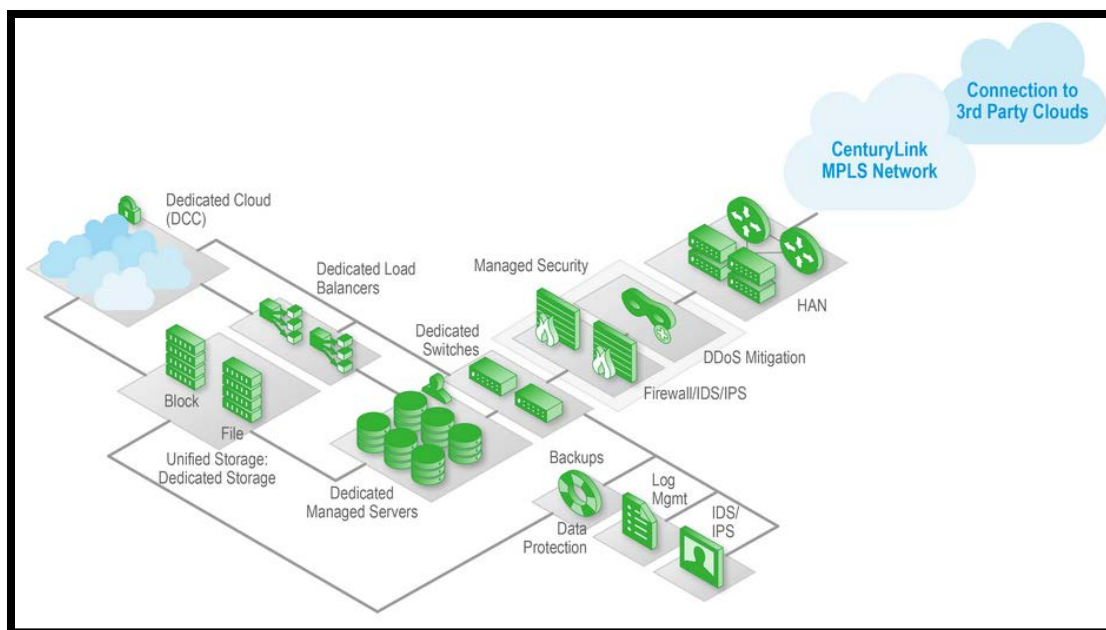 Connection to
3rd Party Clouds
CenturyLink
MPLS Network
Dedicated Cloud
(DCC)
Dedicated Load
Balancers
Managed Security
HAN
Dedicated
Switches
DDoS Mitigation
Firewall/IDS/IPS
Block
File
Unified Storage:
Dedicated Storage
Dedicated
Managed Servers
Backups
Data
Protection
Log
Mgmt
IDS/
IPS